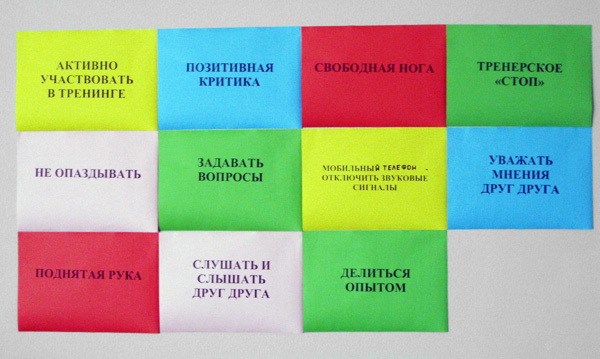 АКТИВНО
УЧАСТВОВАТЬ
В ТРЕНИНГЕ
ПОЗИТИВНАЯ
КРИТИКА
СВОБОДНАЯ НОГА
ТРЕНЕРСКОЕ
«СТОП»
НЕ ОПАЗДЫВАТЬ
ЗАДАВАТЬ
ВОПРОСЫ
МОБИЛЬНЫЙ ТЕЛЕФОН -
ОТКЛЮЧИТЬ ЗВУКОВЫЕ
СИГНАЛЫ
УВАЖАТЬ
МНЕНИЯ
ДРУГ ДРУГА
ПОДНЯТАЯ РУКА
СЛУШАТЬ И
СЛЫШАТЬ
ДРУГ ДРУГА
ДЕЛИТЬСЯ
ОПЫТОМ